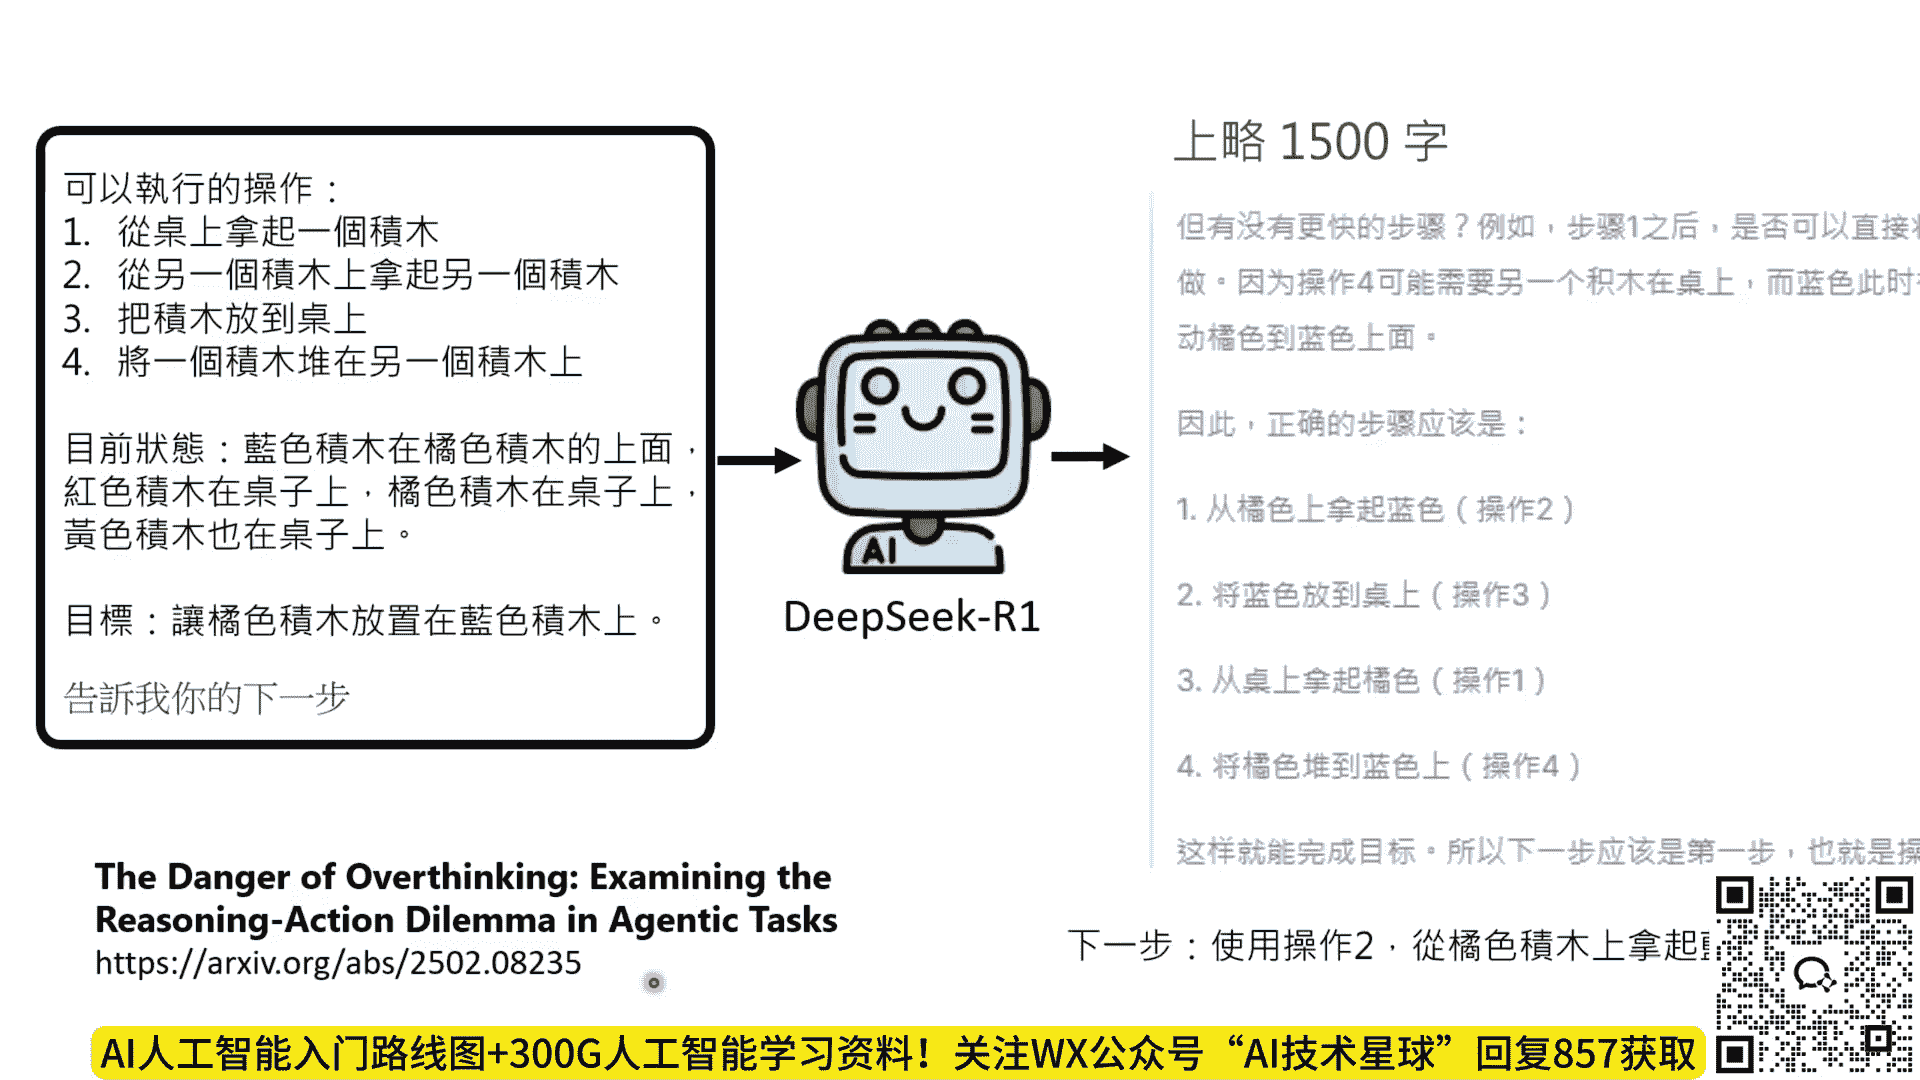 可以執行的操作：
1. 從桌上拿起一個積木
2. 從另一個積木上拿起另一個積木
3. 把積木放到桌上
4. 將一個積木堆在另一個積木上
目前狀態：藍色積木在橘色積木的上面，
紅色積木在桌子上，橘色積木在桌子上，
黃色積木也在桌子上。
目標：讓橘色積木放置在藍色積木上。
告訴我你的下一步
AI
DeepSeek-R1
上略 1500 字
但有没有更快的步骤？例如，步骤1之后，是否可以直接
做。因为操作4可能需要另一个积木在桌上，而蓝色此时
动橘色到蓝色上面。
因此，正确的步骤应该是：
1. 从橘色上拿起蓝色（操作2）
2. 将蓝色放到桌上（操作3）
3. 从桌上拿起橘色（操作1）
4. 将橘色堆到蓝色上（操作4）
这样就能完成目标。所以下一步应该是第一步，也就是操
下一步：使用操作2，從橘色積木上拿起
The Danger of Overthinking: Examining the
Reasoning-Action Dilemma in Agentic Tasks
https://arxiv.org/abs/2502.08235
AI人工智能入门路线图+300G人工智能学习资料！关注WX公众号“AI技术星球”回复857获取